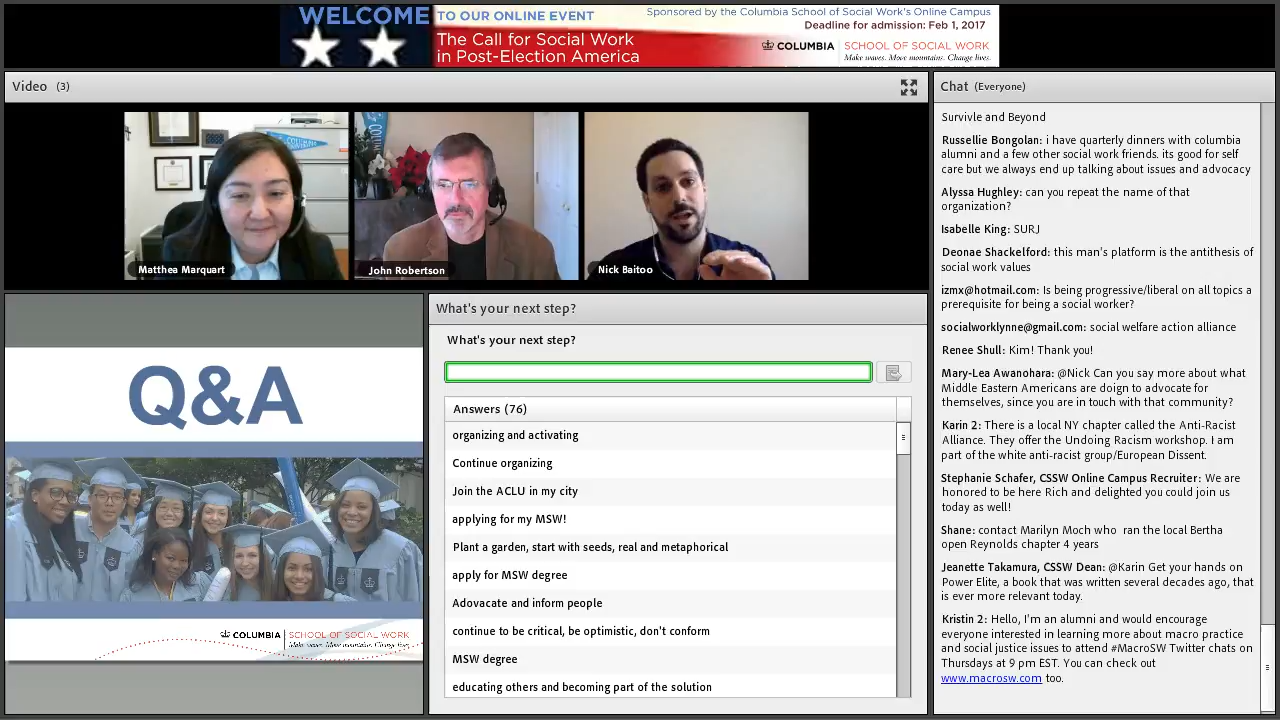 WELCOME TO OUR ONLINE EVENT
The Call for Social Work
in Post-Election America
Sponsored by the Columbia School of Social Work's Online Campus
Deadline for admission: Feb 1, 2017
COLUMBIA SCHOOL OF SOCIAL WORK
Make waves. Move mountains. Change lives.
Video (3)
Matthea Marquart
John Robertson
Nick Baitoo
Q&A
COLUMBIA SCHOOL OF SOCIAL WORK
Make waves. Move mountains. Change lives.
What's your next step?
What's your next step?
Answers (76)
organizing and activating
Continue organizing
Join the ACLU in my city
applying for my MSW!
Plant a garden, start with seeds, real and metaphorical
apply for MSW degree
Adovacate and inform people
continue to be critical, be optimistic, don't conform
MSW degree
educating others and becoming part of the solution
Chat (Everyone)
Survivle and Beyond
Russellie Bongolan: i have quarterly dinners with columbia
alumni and a few other social work friends. its good for self
care but we always end up talking about issues and advocacy
Alyssa Hughley: can you repeat the name of that
organization?
Isabelle King: SURJ
Deonae Shackelford: this man's platform is the antithesis of
social work values
izmx@hotmail.com: Is being progressive/liberal on all topics a
prerequisite for being a social worker?
socialworklynne@gmail.com: social welfare action alliance
Renee Shull: Kim! Thank you!
Mary-Lea Awanohara: @Nick Can you say more about what
Middle Eastern Americans are doign to advocate for
themselves, since you are in touch with that community?
Karin 2: There is a local NY chapter called the Anti-Racist
Alliance. They offer the Undoing Racism workshop. I am
part of the white anti-racist group/European Dissent.
Stephanie Schafer, CSSW Online Campus Recruiter: We are
honored to be here Rich and delighted you could join us
today as well!
Shane: contact Marilyn Moch who ran the local Bertha
open Reynolds chapter 4 years
Jeanette Takamura, CSSW Dean: @Karin Get your hands on
Power Elite, a book that was written several decades ago, that
is ever more relevant today.
Kristin 2: Hello, I'm an alumni and would encourage
everyone interested in learning more about macro practice
and social justice issues to attend #MacroSW Twitter chats on
Thursdays at 9 pm EST. You can check out
www.macrosw.com too.